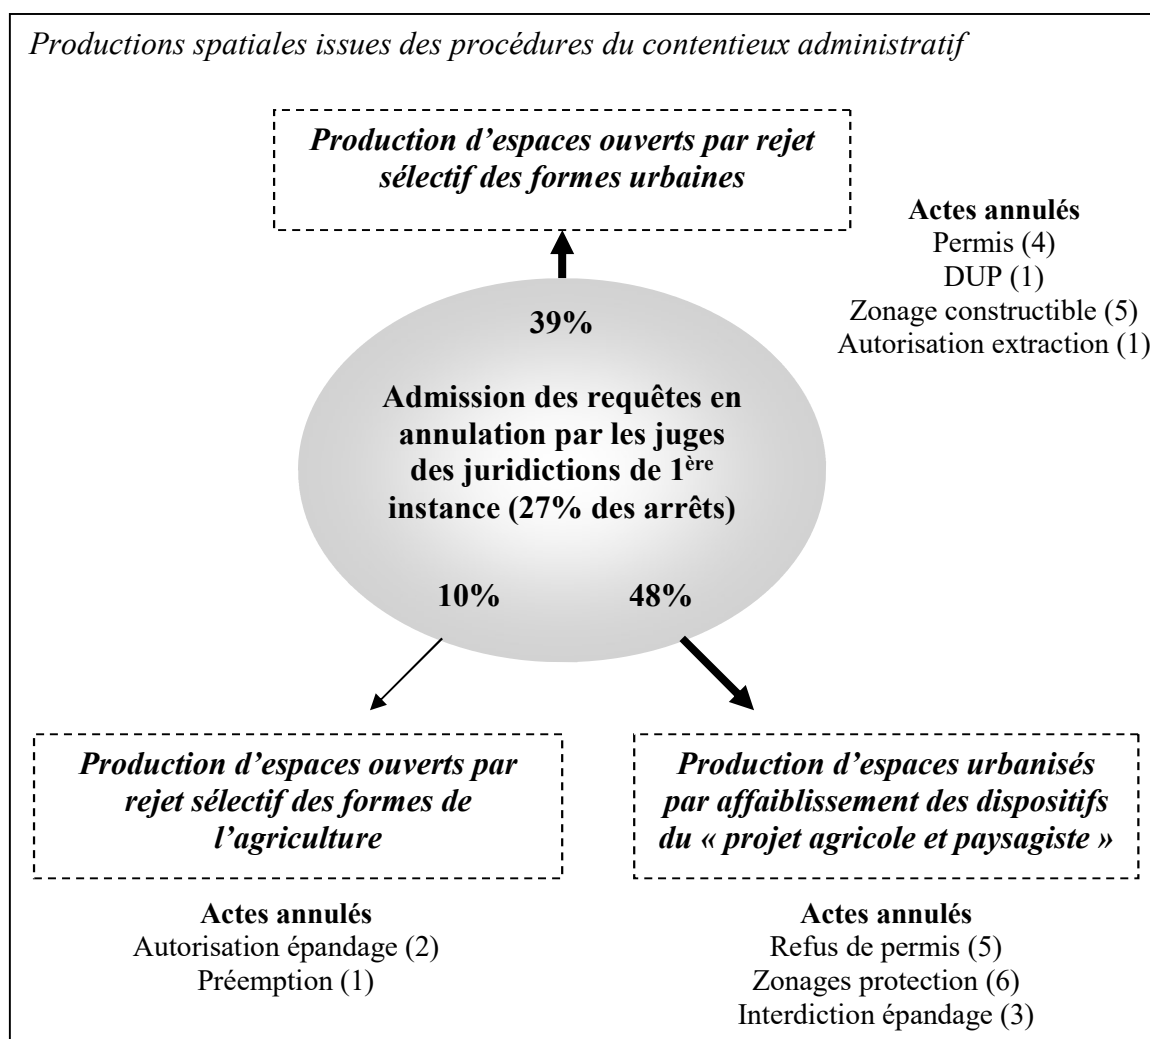 Productions spatiales issues des procédures du contentieux administratif
Production d’espaces ouverts par rejet
sélectif des formes urbaines
Actes annulés
Permis (4)
DUP (1)
Zonage constructible (5)
Autorisation extraction (1)
39%
Admission des requêtes en
annulation par les juges
des juridictions de 1ère
instance (27% des arrêts)
10%
48%
Production d’espaces ouverts par
rejet sélectif des formes de
l’agriculture
Actes annulés
Autorisation épandage (2)
Préemption (1)
Production d’espaces urbanisés
par affaiblissement des dispositifs
du « projet agricole et paysagiste »
Actes annulés
Refus de permis (5)
Zonages protection (6)
Interdiction épandage (3)